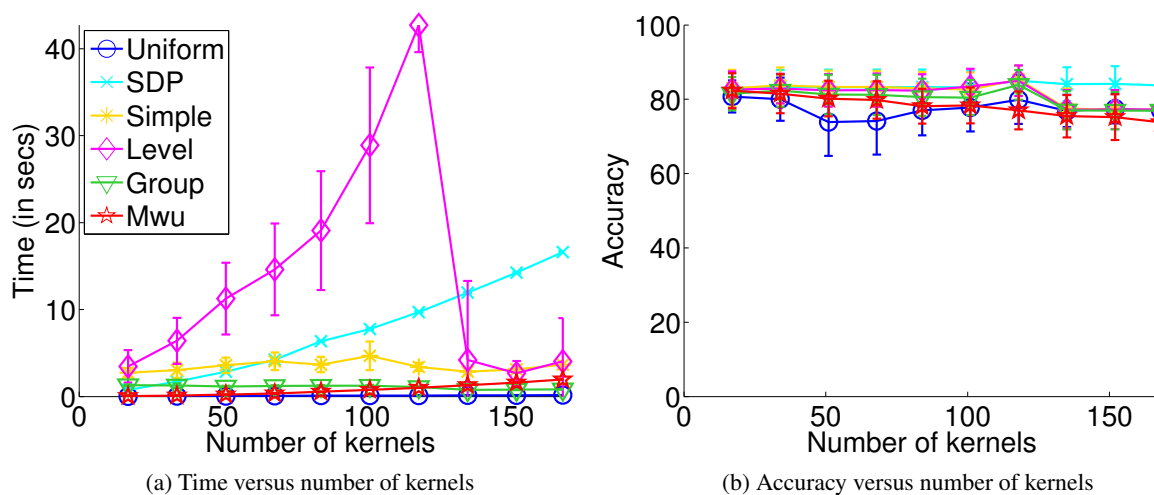 40
30
20
10
0
0
50
100
150
Time (in secs)
Number of kernels
Uniform
SDP
Simple
Level
Group
Mwu
(a) Time versus number of kernels
100
80
60
40
20
0
0
50
100
150
Accuracy
Number of kernels
(b) Accuracy versus number of kernels